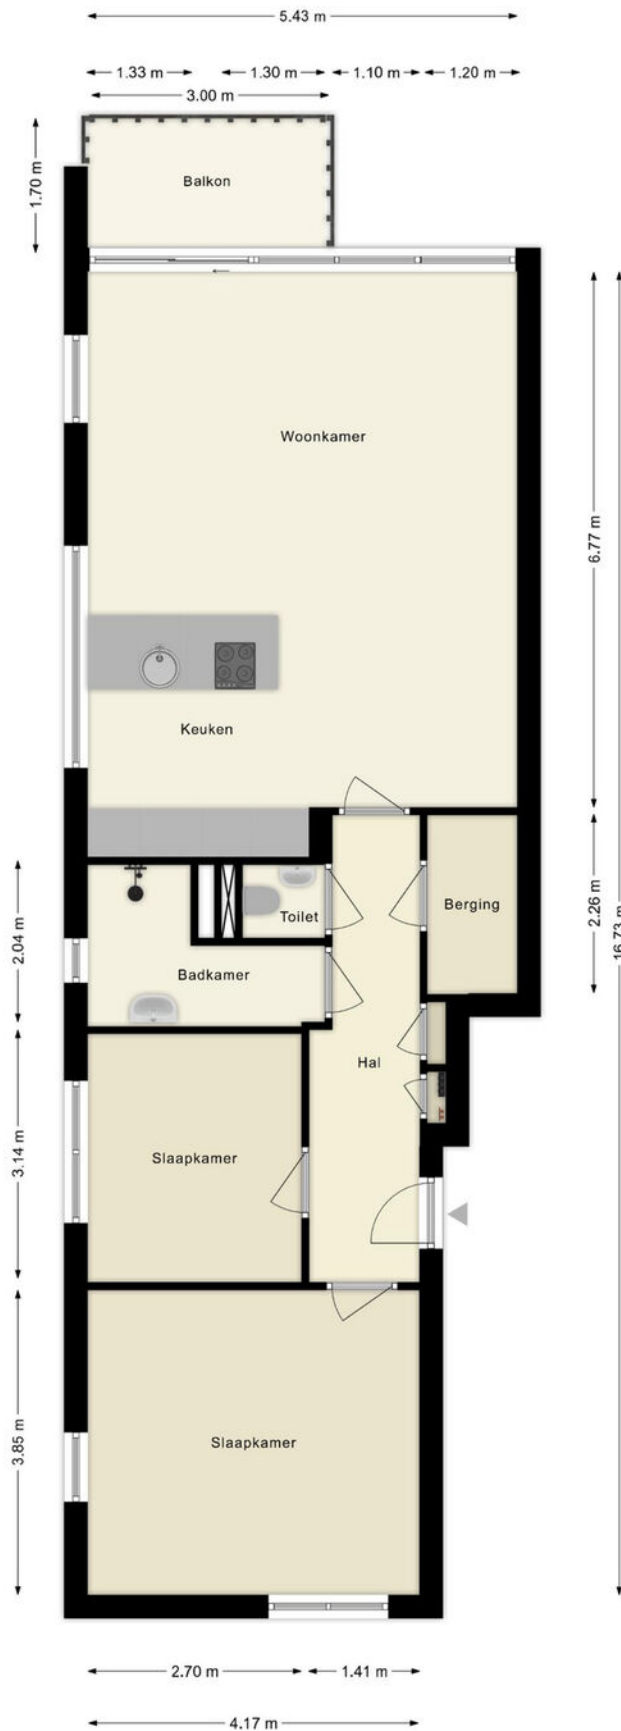 5.43 m
1.33 m
1.30 m
1.10 m
1.20 m
3.00 m
1.70 m
Balkon
Woonkamer
6.77 m
Keuken
2.04 m
Toilet
Berging
2.26 m
16.73 m
Badkamer
Hal
3.14 m
Slaapkamer
3.85 m
Slaapkamer
2.70 m
1.41 m
4.17 m